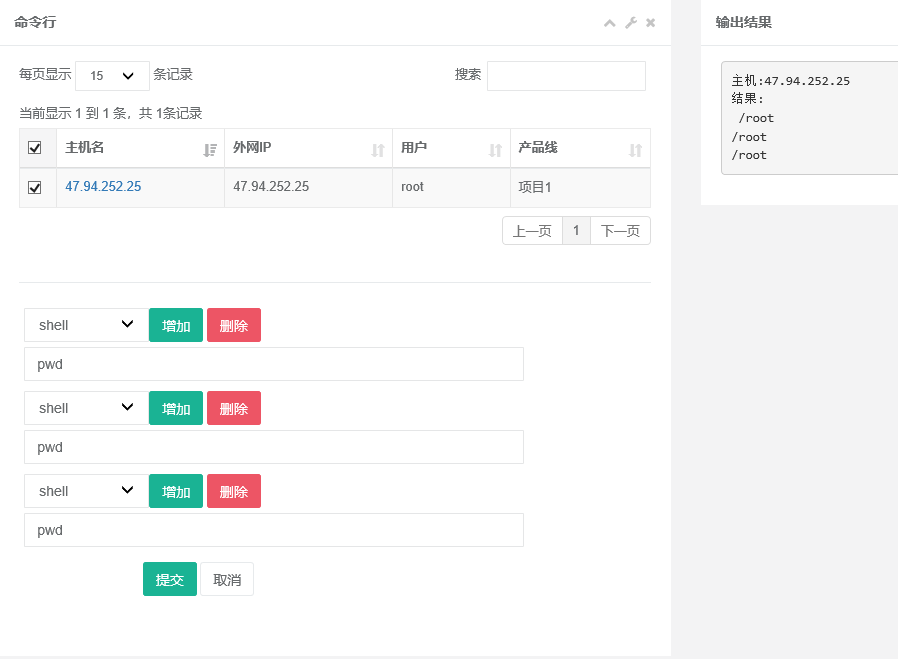 命令行
每页显示 15 条记录 搜索
当前显示 1 到 1 条，共 1条记录
主机名 外网IP 用户 产品线
47.94.252.25 47.94.252.25 root 项目1
上一页 1 下一页
shell 增加 删除
pwd
shell 增加 删除
pwd
shell 增加 删除
pwd
提交 取消
输出结果
主机:47.94.252.25
结果:
/root
/root
/root